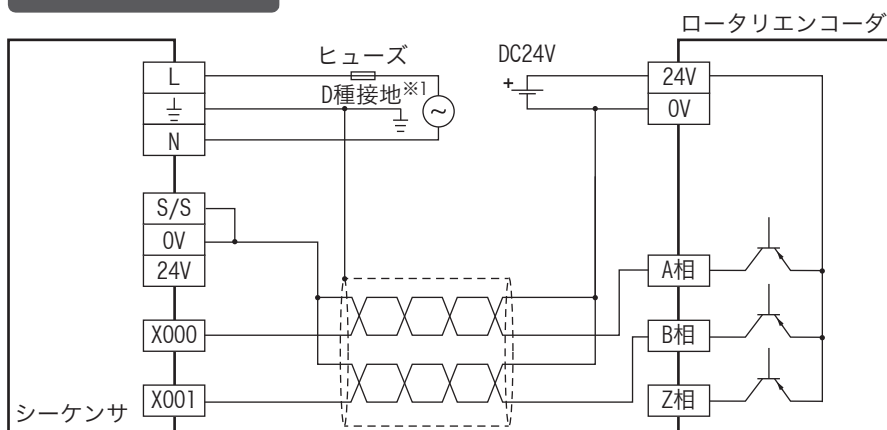 ロータリエンコーダ
ヒューズ
DC24V
L
24V
+
D種接地※1
~
0V
N
S/S
0V
24V
A相
X000
B相
X001
Z相
シーケンサ